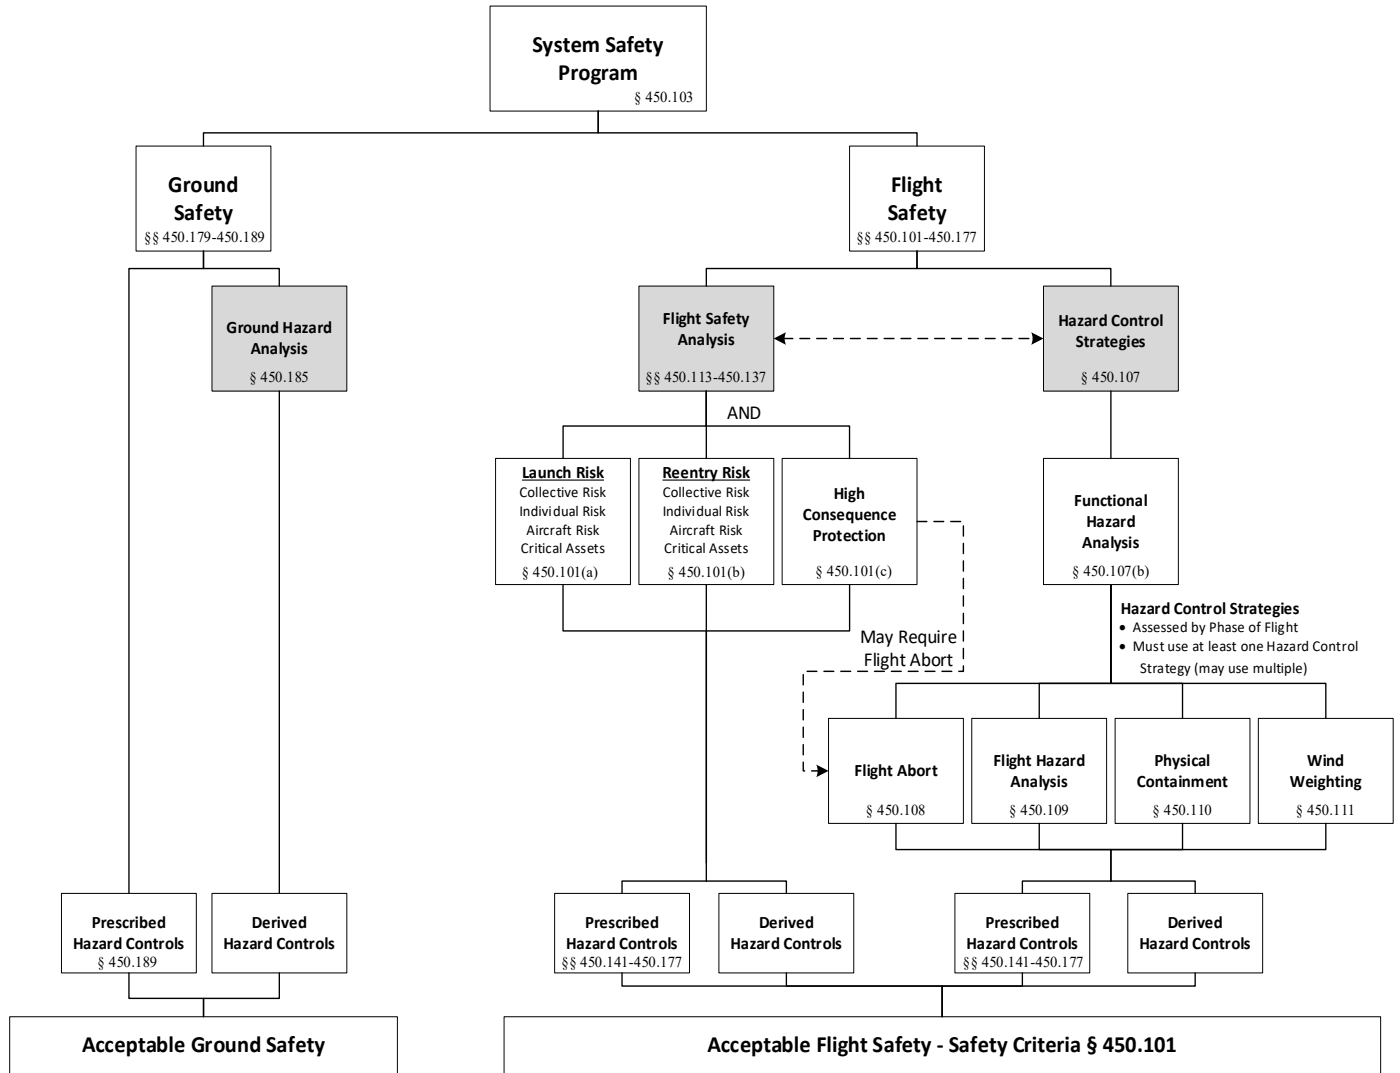 System Safety
Program
§ 450.103
Ground
Safety
§§ 450.179-450.189
Flight
Safety
§§ 450.101-450.177
Ground Hazard
Analysis
§ 450.185
Flight Safety
Analysis
§§ 450.113-450.137
Hazard Control
Strategies
§ 450.107
AND
Launch Risk
Collective Risk
Individual Risk
Aircraft Risk
Critical Assets
§ 450.101(a)
Reentry Risk
Collective Risk
Individual Risk
Aircraft Risk
Critical Assets
§ 450.101(b)
High
Consequence
Protection
§ 450.101(c)
Functional
Hazard
Analysis
§ 450.107(b)
Hazard Control Strategies
• Assessed by Phase of Flight
• Must use at least one Hazard Control
Strategy (may use multiple)
May Require
Flight Abort
Flight Abort
§ 450.108
Flight Hazard
Analysis
§ 450.109
Physical
Containment
§ 450.110
Wind
Weighting
§ 450.111
Prescribed
Hazard Controls
§ 450.189
Derived
Hazard Controls
Prescribed
Hazard Controls
§§ 450.141-450.177
Derived
Hazard Controls
Prescribed
Hazard Controls
§§ 450.141-450.177
Derived
Hazard Controls
Acceptable Ground Safety
Acceptable Flight Safety - Safety Criteria § 450.101